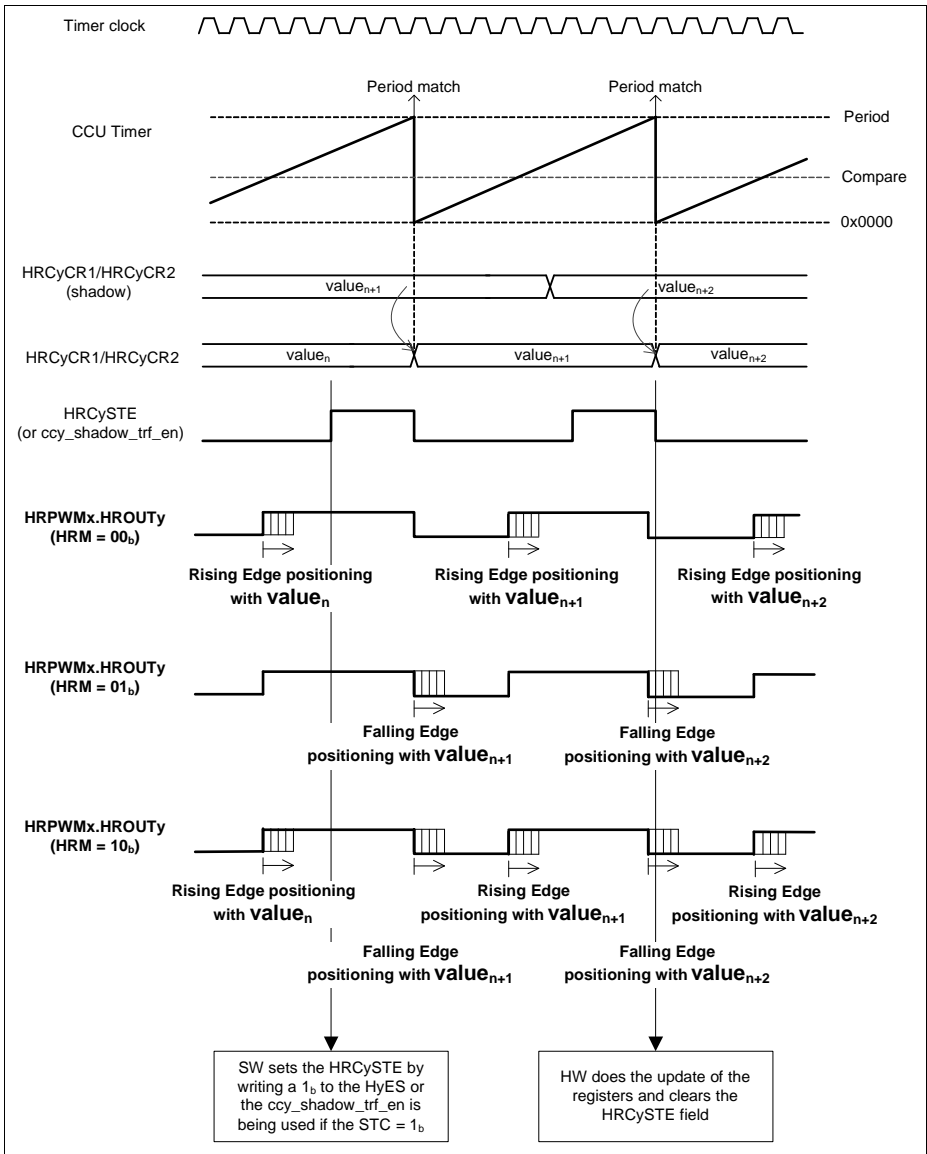 Timer clock
Period match
Period match
CCU Timer
Period
Compare
0x0000
HRCyCR1/HRCyCR2
(shadow)
valuen+1
valuen+2
HRCyCR1/HRCyCR2
valuen
valuen+1
valuen+2
HRCySTE
(or ccy_shadow_trf_en)
HRPWMx.HROUTy
(HRM = 00b)
Rising Edge positioning
with valuen
Rising Edge positioning
with valuen+1
Rising Edge positioning
with valuen+2
HRPWMx.HROUTy
(HRM = 01b)
Falling Edge
positioning with valuen+1
Falling Edge
positioning with valuen+2
HRPWMx.HROUTy
(HRM = 10b)
Rising Edge positioning
with valuen
Rising Edge
positioning with valuen+1
Rising Edge
positioning with valuen+2
Falling Edge
positioning with valuen+1
Falling Edge
positioning with valuen+2
SW sets the HRCySTE by
writing a 1b to the HyES or
the ccy_shadow_trf_en is
being used if the STC = 1b
HW does the update of the
registers and clears the
HRCySTE field